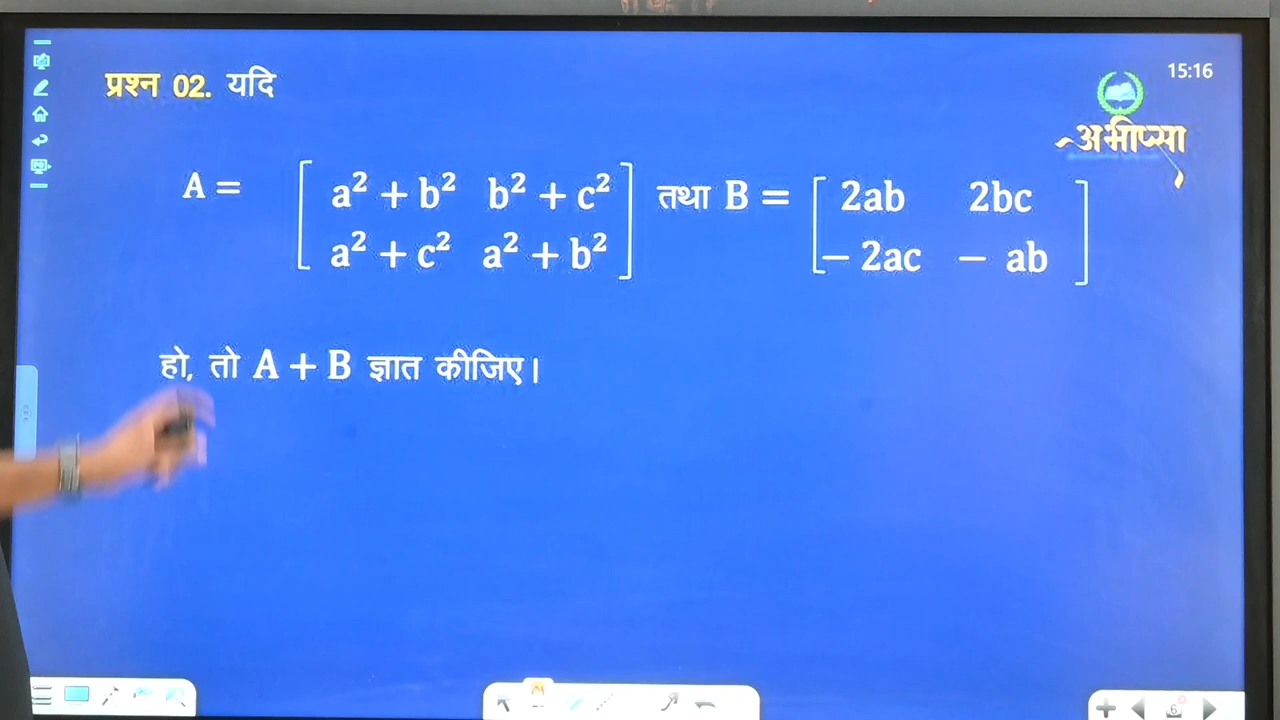 15:16
प्रश्न 02. यदि
अभीप्सा
A = [ a² + b² b² + c² ] तथा B = [ 2ab 2bc ]
[ a² + c² a² + b² ] [ − 2ac − ab ]
हो, तो A + B ज्ञात कीजिए।
6